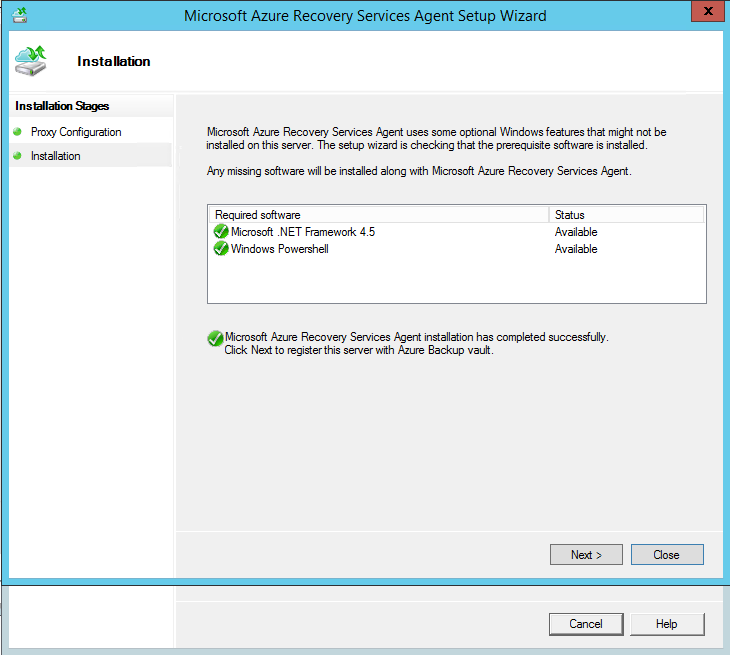 Microsoft Azure Recovery Services Agent Setup Wizard
x
Installation
Installation Stages
Proxy Configuration
Installation
Microsoft Azure Recovery Services Agent uses some optional Windows features that might not be
installed on this server. The setup wizard is checking that the prerequisite software is installed.
Any missing software will be installed along with Microsoft Azure Recovery Services Agent.
Required software Status
Microsoft .NET Framework 4.5 Available
Windows Powershell Available
Microsoft Azure Recovery Services Agent installation has completed successfully.
Click Next to register this server with Azure Backup vault.
Next > Close
Cancel Help